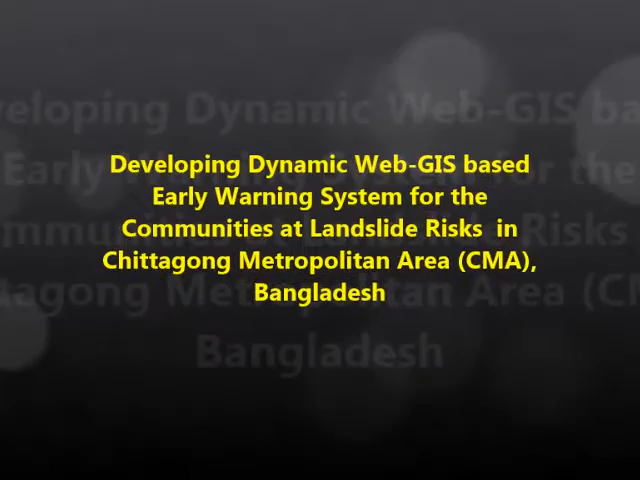 Developing Dynamic Web-GIS based
Early Warning System for the
Communities at Landslide Risks  in
Chittagong Metropolitan Area (CMA),
Bangladesh